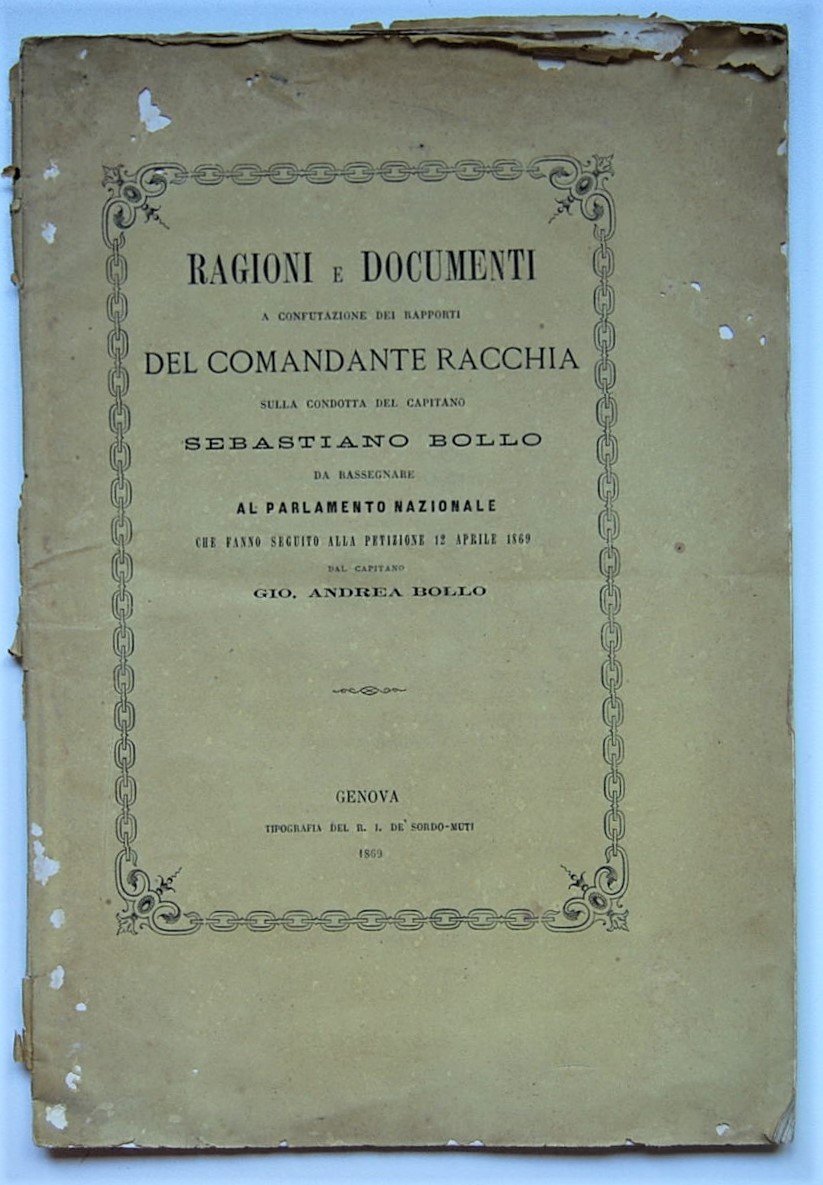 RAGIONI E DOCUMENTI
A CONFUTAZIONE DEI RAPPORTI
DEL COMANDANTE RACCHIA
SULLA CONDOTTA DEL CAPITANO
SEBASTIANO BOLLO
DA RASSEGNARE
AL PARLAMENTO NAZIONALE
CHE FANNO SEGUITO ALLA PETIZIONE 12 APRILE 1869
DAL CAPITANO
GIO. ANDREA BOLLO
GENOVA
TIPOGRAFIA DEL R. I. DE' SORDO-MUTI
1869